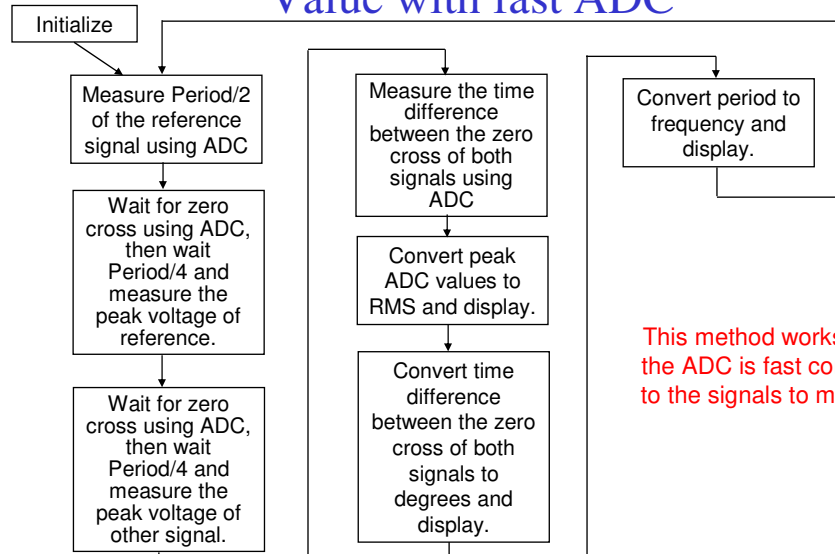 Value with fast ADC
Initialize
Measure Period/2
of the reference
signal using ADC
Wait for zero
cross using ADC,
then wait
Period/4 and
measure the
peak voltage of
reference.
Wait for zero
cross using ADC,
then wait
Period/4 and
measure the
peak voltage of
other signal.
Measure the time
difference
between the zero
cross of both
signals using
ADC
Convert peak
ADC values to
RMS and display.
Convert time
difference
between the zero
cross of both
signals to
degrees and
display.
Convert period to
frequency and
display.
This method works
the ADC is fast co
to the signals to m